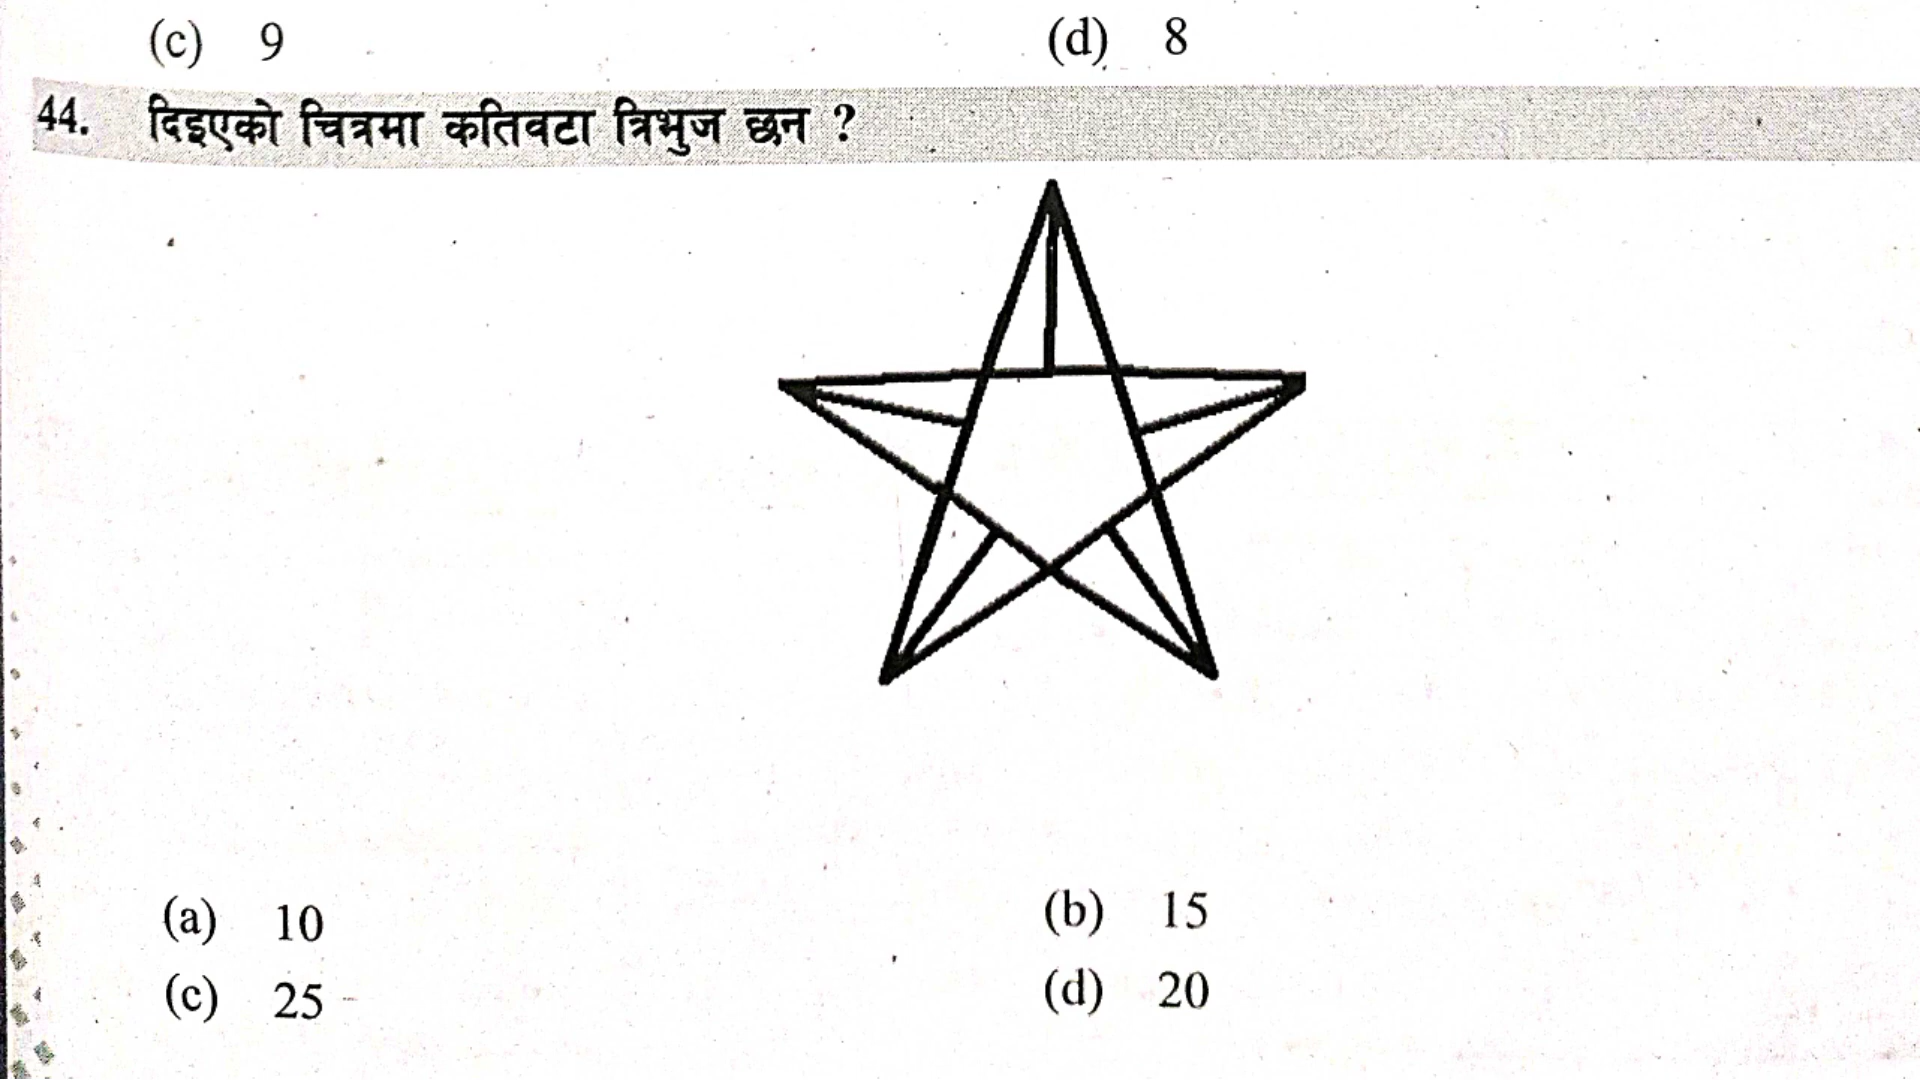 (c) 9 (d) 8
44. दिइएको चित्रमा कतिवटा त्रिभुज छन ?
(a) 10 (b) 15
(c) 25 (d) 20